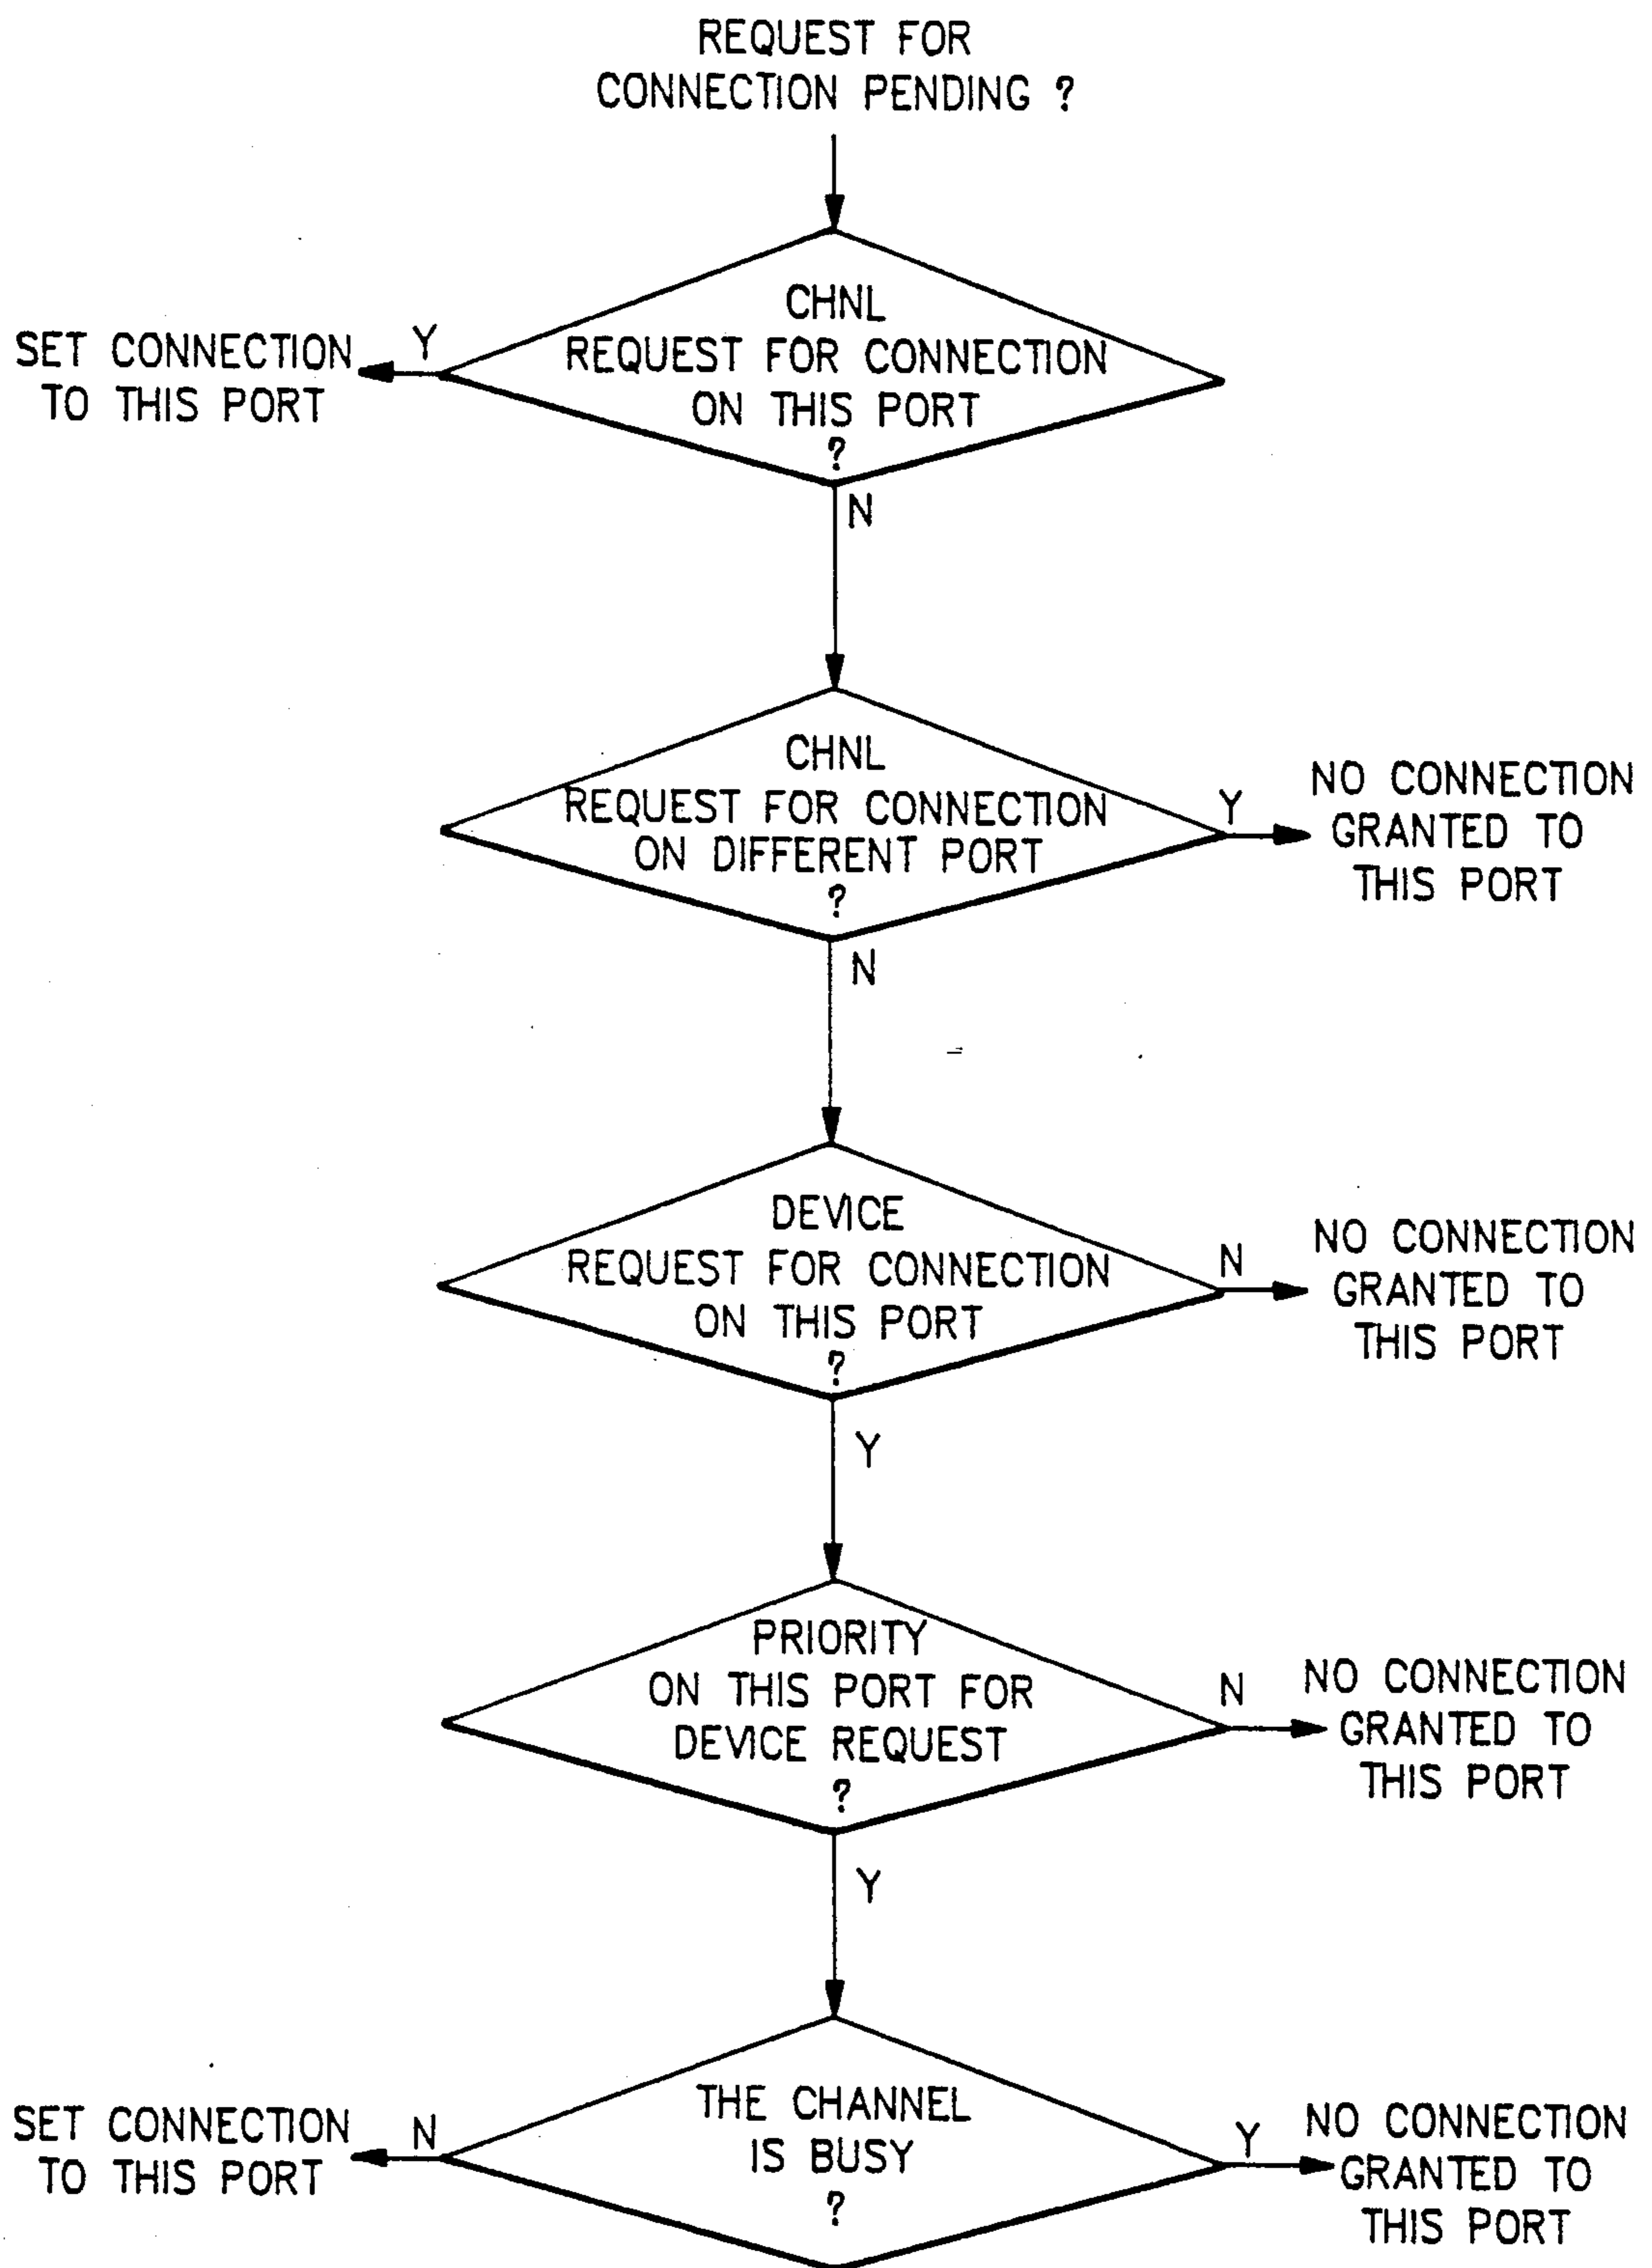 REQUEST FOR
CONNECTION PENDING ?
CHNL
REQUEST FOR CONNECTION
ON THIS PORT
?
Y
SET CONNECTION
TO THIS PORT
N
CHNL
REQUEST FOR CONNECTION
ON DIFFERENT PORT
?
Y
NO CONNECTION
GRANTED TO
THIS PORT
N
DEVICE
REQUEST FOR CONNECTION
ON THIS PORT
?
N
NO CONNECTION
GRANTED TO
THIS PORT
Y
PRIORITY
ON THIS PORT FOR
DEVICE REQUEST
?
N
NO CONNECTION
GRANTED TO
THIS PORT
Y
THE CHANNEL
IS BUSY
?
N
SET CONNECTION
TO THIS PORT
Y
NO CONNECTION
GRANTED TO
THIS PORT